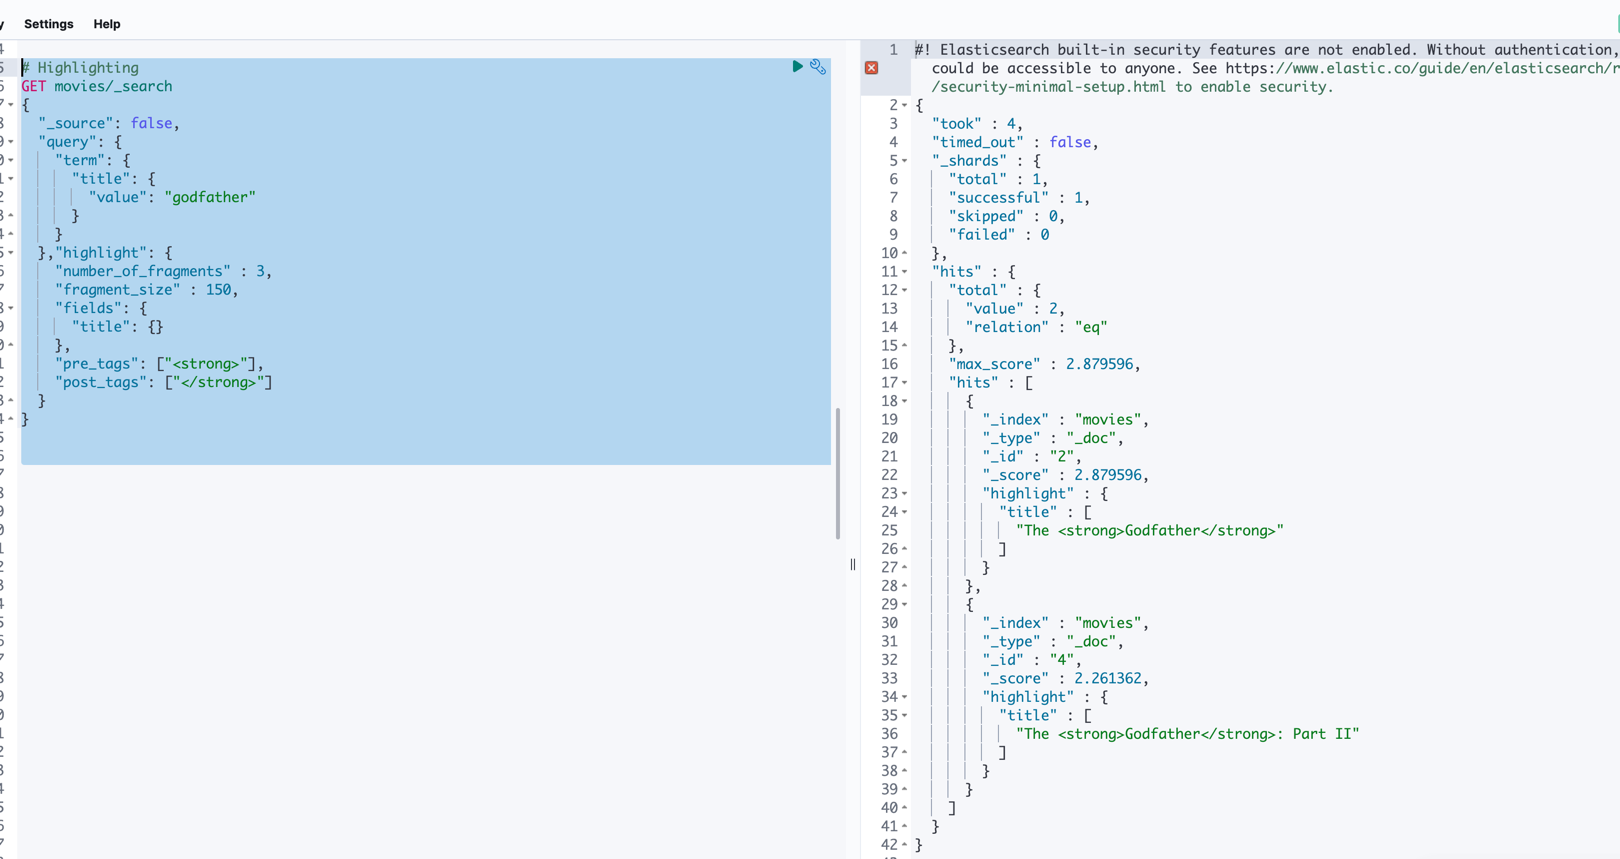 Settings Help
# Highlighting
GET movies/_search
{
"_source": false,
"query": {
"term": {
"title": {
"value": "godfather"
}
}
},"highlight": {
"number_of_fragments" : 3,
"fragment_size" : 150,
"fields": {
"title": {}
},
"pre_tags": ["<strong>"],
"post_tags": ["</strong>"]
}
}
1 #! Elasticsearch built-in security features are not enabled. Without authentication,
could be accessible to anyone. See https://www.elastic.co/guide/en/elasticsearch/r
/security-minimal-setup.html to enable security.
2 {
3 "took" : 4,
4 "timed_out" : false,
5 "_shards" : {
6 "total" : 1,
7 "successful" : 1,
8 "skipped" : 0,
9 "failed" : 0
10 },
11 "hits" : {
12 "total" : {
13 "value" : 2,
14 "relation" : "eq"
15 },
16 "max_score" : 2.879596,
17 "hits" : [
18 {
19 "_index" : "movies",
20 "_type" : "_doc",
21 "_id" : "2",
22 "_score" : 2.879596,
23 "highlight" : {
24 "title" : [
25 "The <strong>Godfather</strong>"
26 ]
27 }
28 },
29 {
30 "_index" : "movies",
31 "_type" : "_doc",
32 "_id" : "4",
33 "_score" : 2.261362,
34 "highlight" : {
35 "title" : [
36 "The <strong>Godfather</strong>: Part II"
37 ]
38 }
39 }
40 ]
41 }
42 }